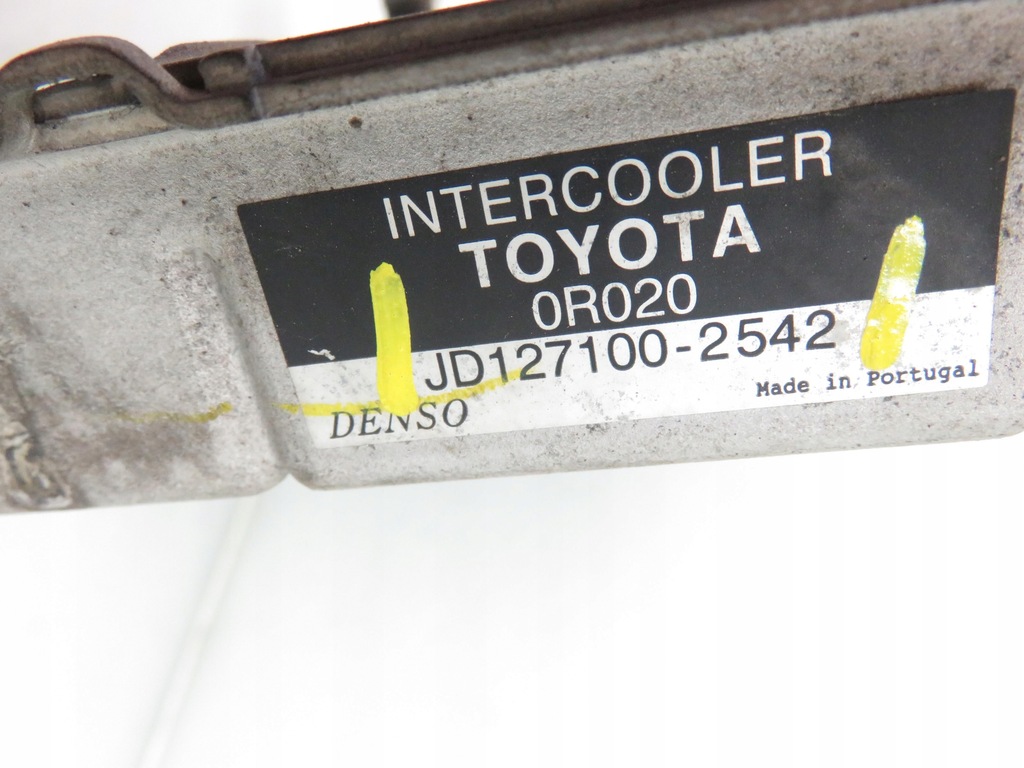 INTERCOOLER
TOYOTA
0R020
JD127100-2542
Made in Portugal
DENSO